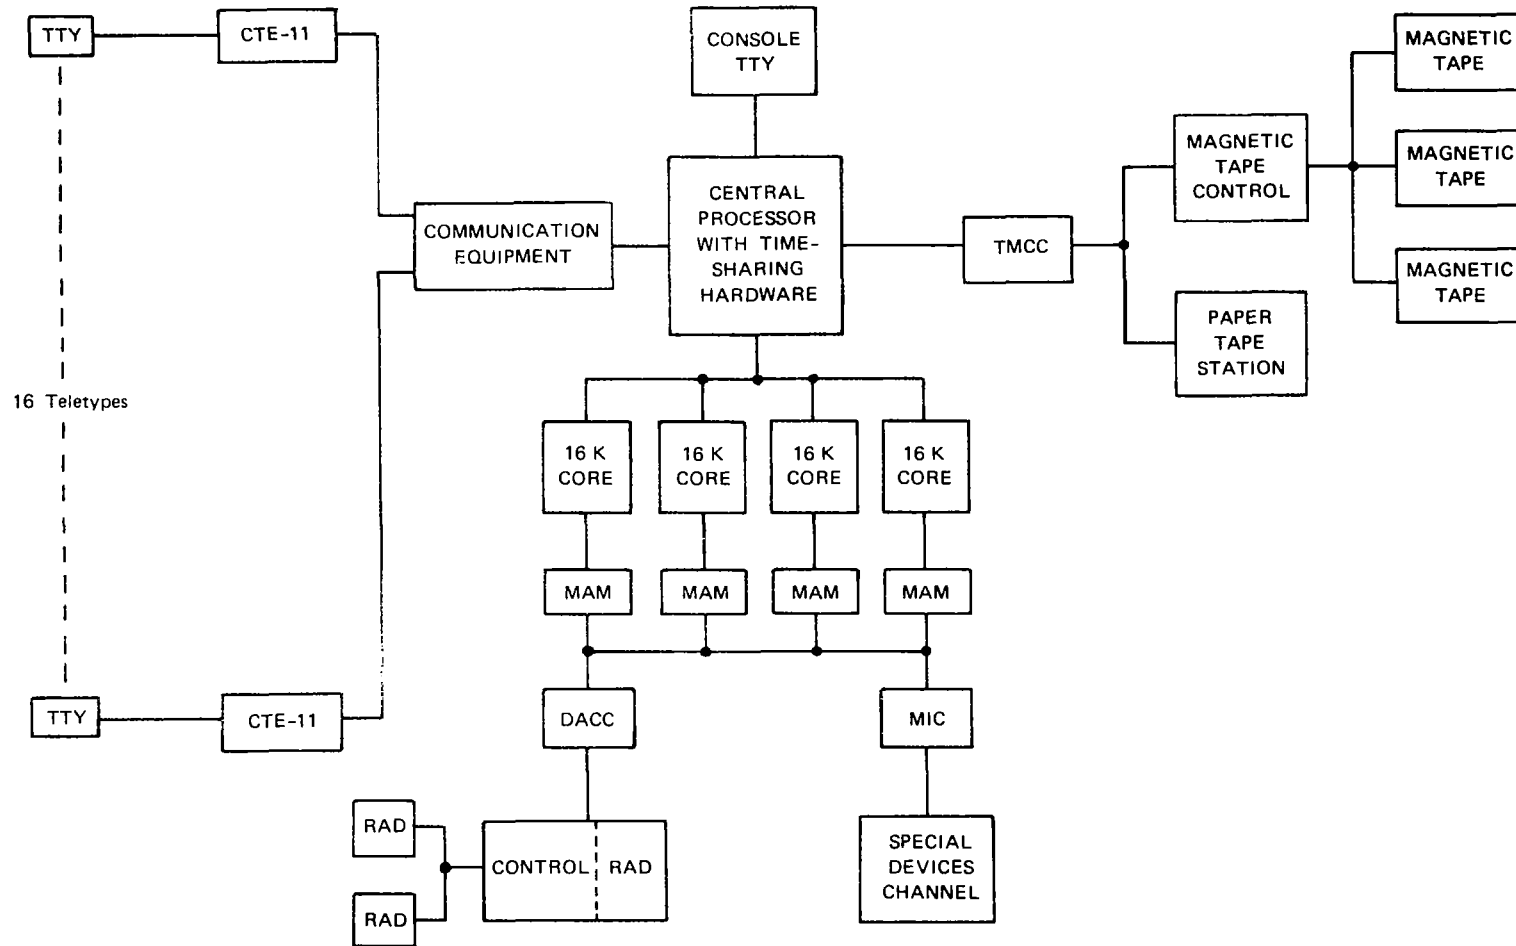 TTY
CTE-11
CONSOLE
TTY
MAGNETIC
TAPE
MAGNETIC
TAPE
CONTROL
MAGNETIC
TAPE
CENTRAL
PROCESSOR
WITH TIME-
SHARING
HARDWARE
COMMUNICATION
EQUIPMENT
TMCC
MAGNETIC
TAPE
PAPER
TAPE
STATION
16 Teletypes
16 K
CORE
16 K
CORE
16 K
CORE
16 K
CORE
MAM
MAM
MAM
MAM
TTY
CTE-11
DACC
MIC
RAD
CONTROL
RAD
RAD
SPECIAL
DEVICES
CHANNEL